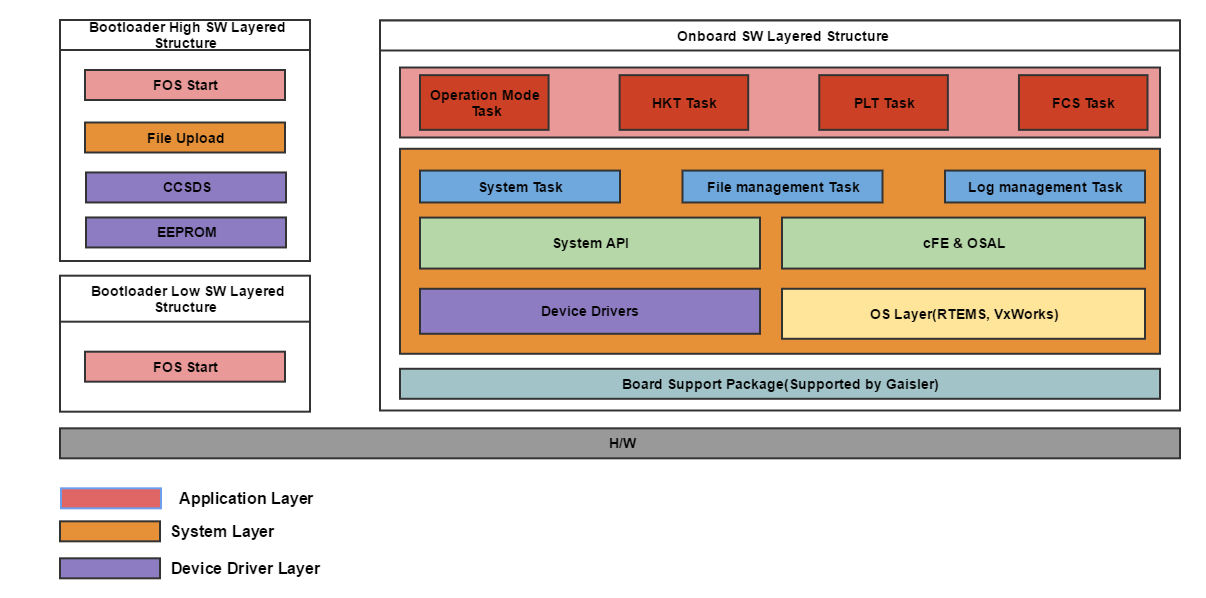 Bootloader High SW Layered
Structure
FOS Start
File Upload
CCSDS
EEPROM
Bootloader Low SW Layered
Structure
FOS Start
Onboard SW Layered Structure
Operation Mode
Task
HKT Task
PLT Task
FCS Task
System Task
File management Task
Log management Task
System API
cFE & OSAL
Device Drivers
OS Layer(RTEMS, VxWorks)
Board Support Package(Supported by Gaisler)
H/W
Application Layer
System Layer
Device Driver Layer